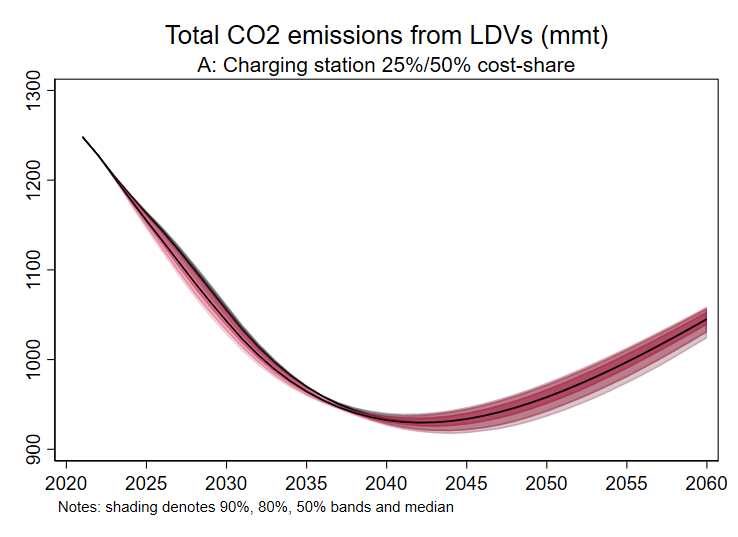 Total CO2 emissions from LDVs (mmt)
A: Charging station 25%/50% cost-share
1300
1200
1100
1000
900
2020 2025 2030 2035 2040 2045 2050 2055 2060
Notes: shading denotes 90%, 80%, 50% bands and median